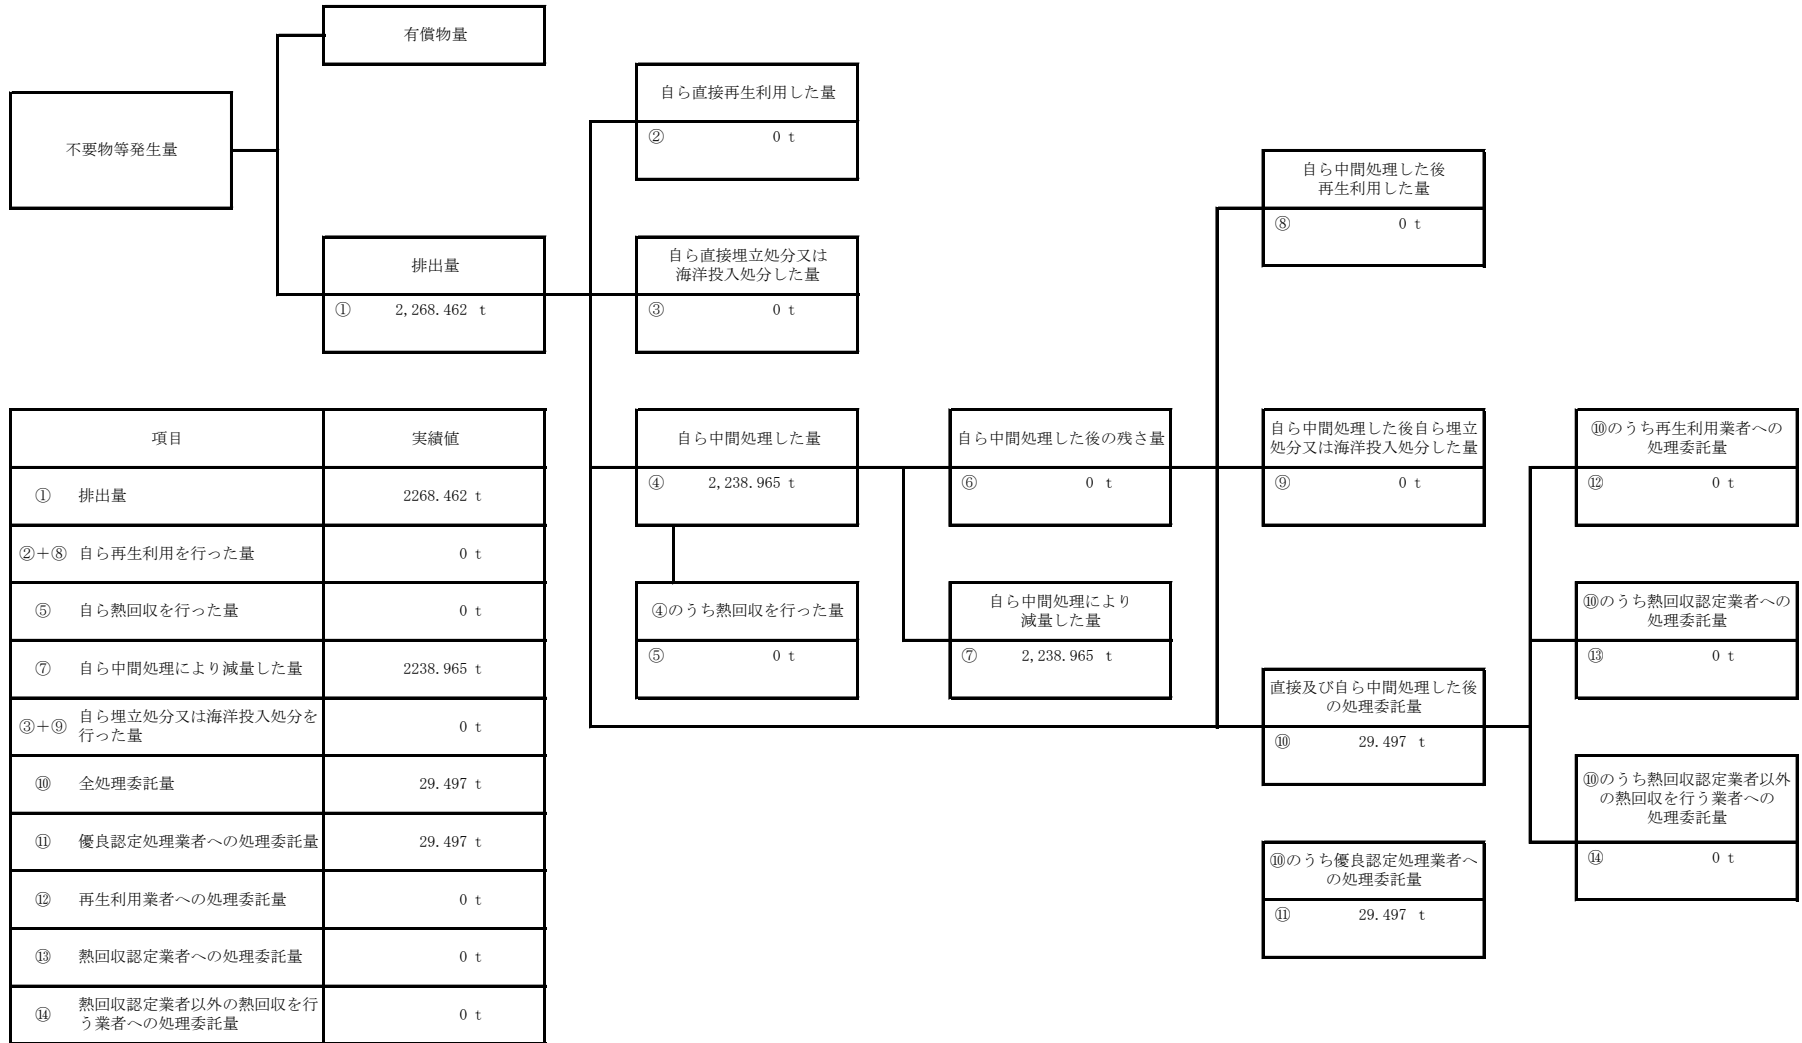 有償物量
不要物等発生量
排出量
① 2,268.462 t
自ら直接再生利用した量
② 0 t
自ら直接埋立処分又は
海洋投入処分した量
③ 0 t
自ら中間処理した量
④ 2,238.965 t
④のうち熱回収を行った量
⑤ 0 t
自ら中間処理した後の残さ量
⑥ 0 t
自ら中間処理により
減量した量
⑦ 2,238.965 t
自ら中間処理した後
再生利用した量
⑧ 0 t
自ら中間処理した後自ら埋立
処分又は海洋投入処分した量
⑨ 0 t
直接及び自ら中間処理した後
の処理委託量
⑩ 29.497 t
⑩のうち優良認定処理業者へ
の処理委託量
⑪ 29.497 t
⑩のうち再生利用業者への
処理委託量
⑫ 0 t
⑩のうち熱回収認定業者への
処理委託量
⑬ 0 t
⑩のうち熱回収認定業者以外
の熱回収を行う業者への
処理委託量
⑭ 0 t
項目 実績値
① 排出量 2268.462 t
②+⑧ 自ら再生利用を行った量 0 t
⑤ 自ら熱回収を行った量 0 t
⑦ 自ら中間処理により減量した量 2238.965 t
③+⑨ 自ら埋立処分又は海洋投入処分を
行った量 0 t
⑩ 全処理委託量 29.497 t
⑪ 優良認定処理業者への処理委託量 29.497 t
⑫ 再生利用業者への処理委託量 0 t
⑬ 熱回収認定業者への処理委託量 0 t
⑭ 熱回収認定業者以外の熱回収を行
う業者への処理委託量 0 t